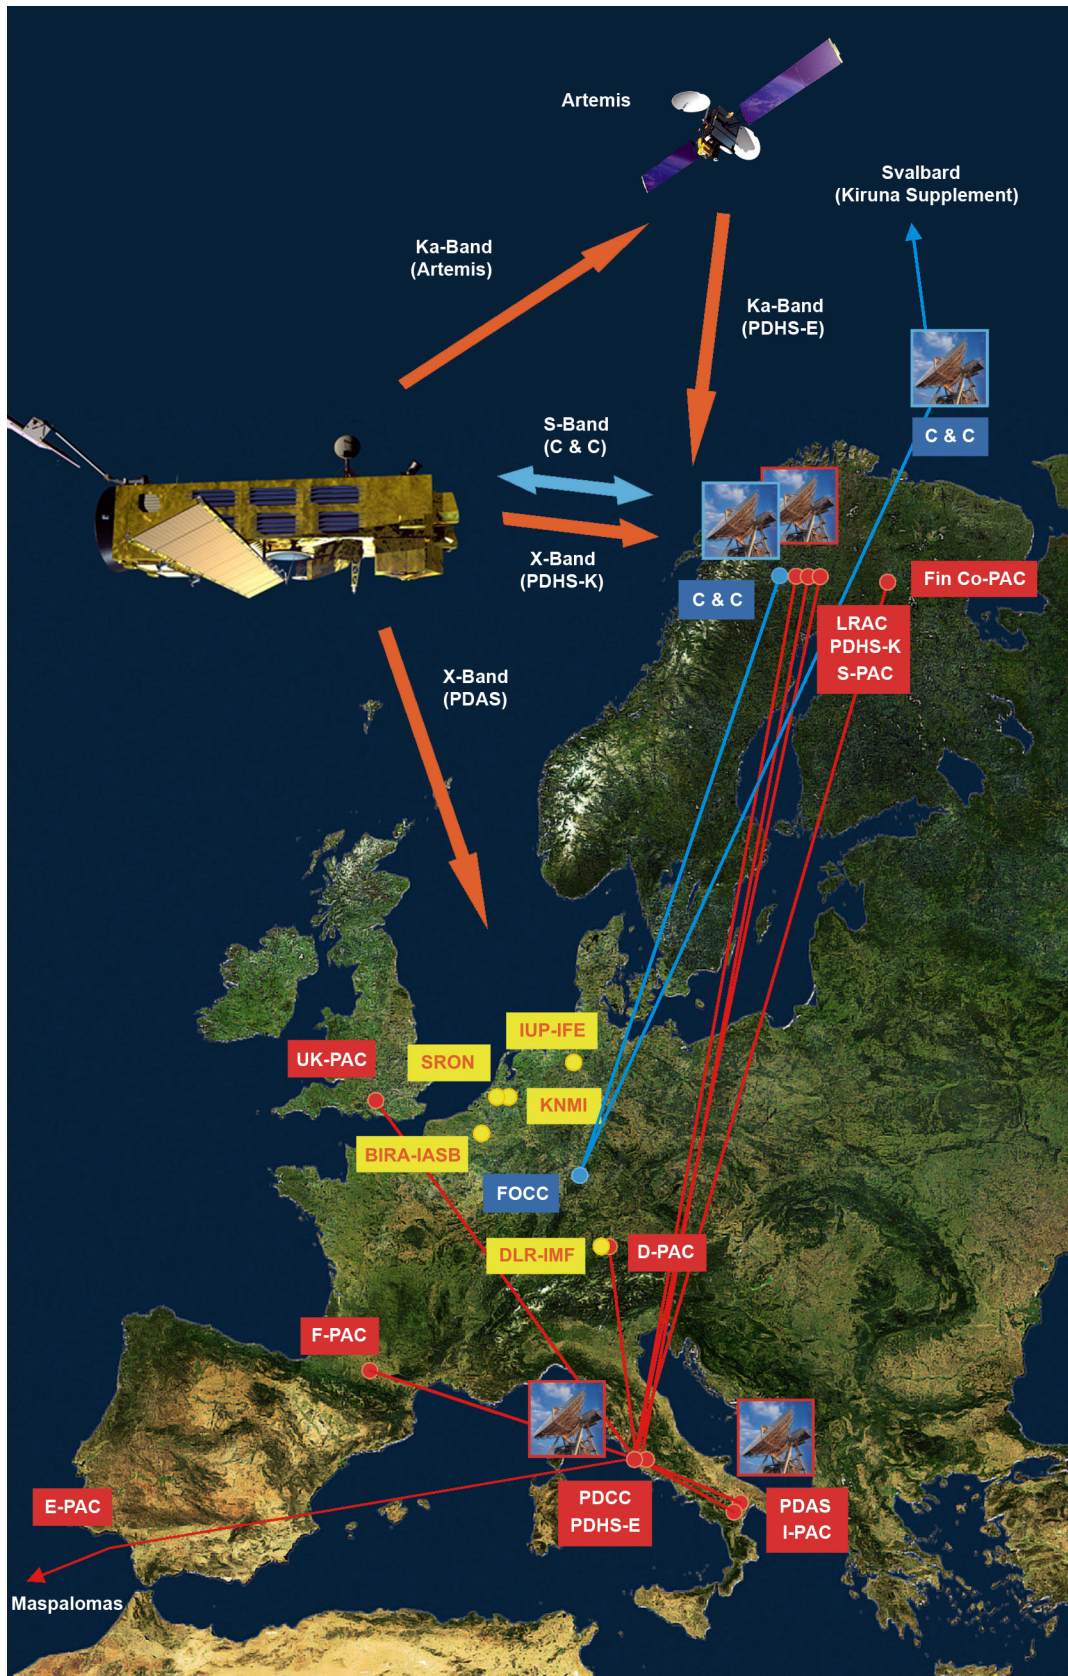 Artemis
Svalbard
(Kiruna Supplement)
Ka-Band
(Artemis)
Ka-Band
(PDHS-E)
S-Band
(C & C)
C & C
X-Band
(PDHS-K)
C & C
Fin Co-PAC
LRAC
PDHS-K
S-PAC
X-Band
(PDAS)
IUP-IFE
UK-PAC
SRON
KNMI
BIRA-IASB
FOCC
DLR-IMF
D-PAC
F-PAC
E-PAC
PDCC
PDHS-E
PDAS
I-PAC
Maspalomas